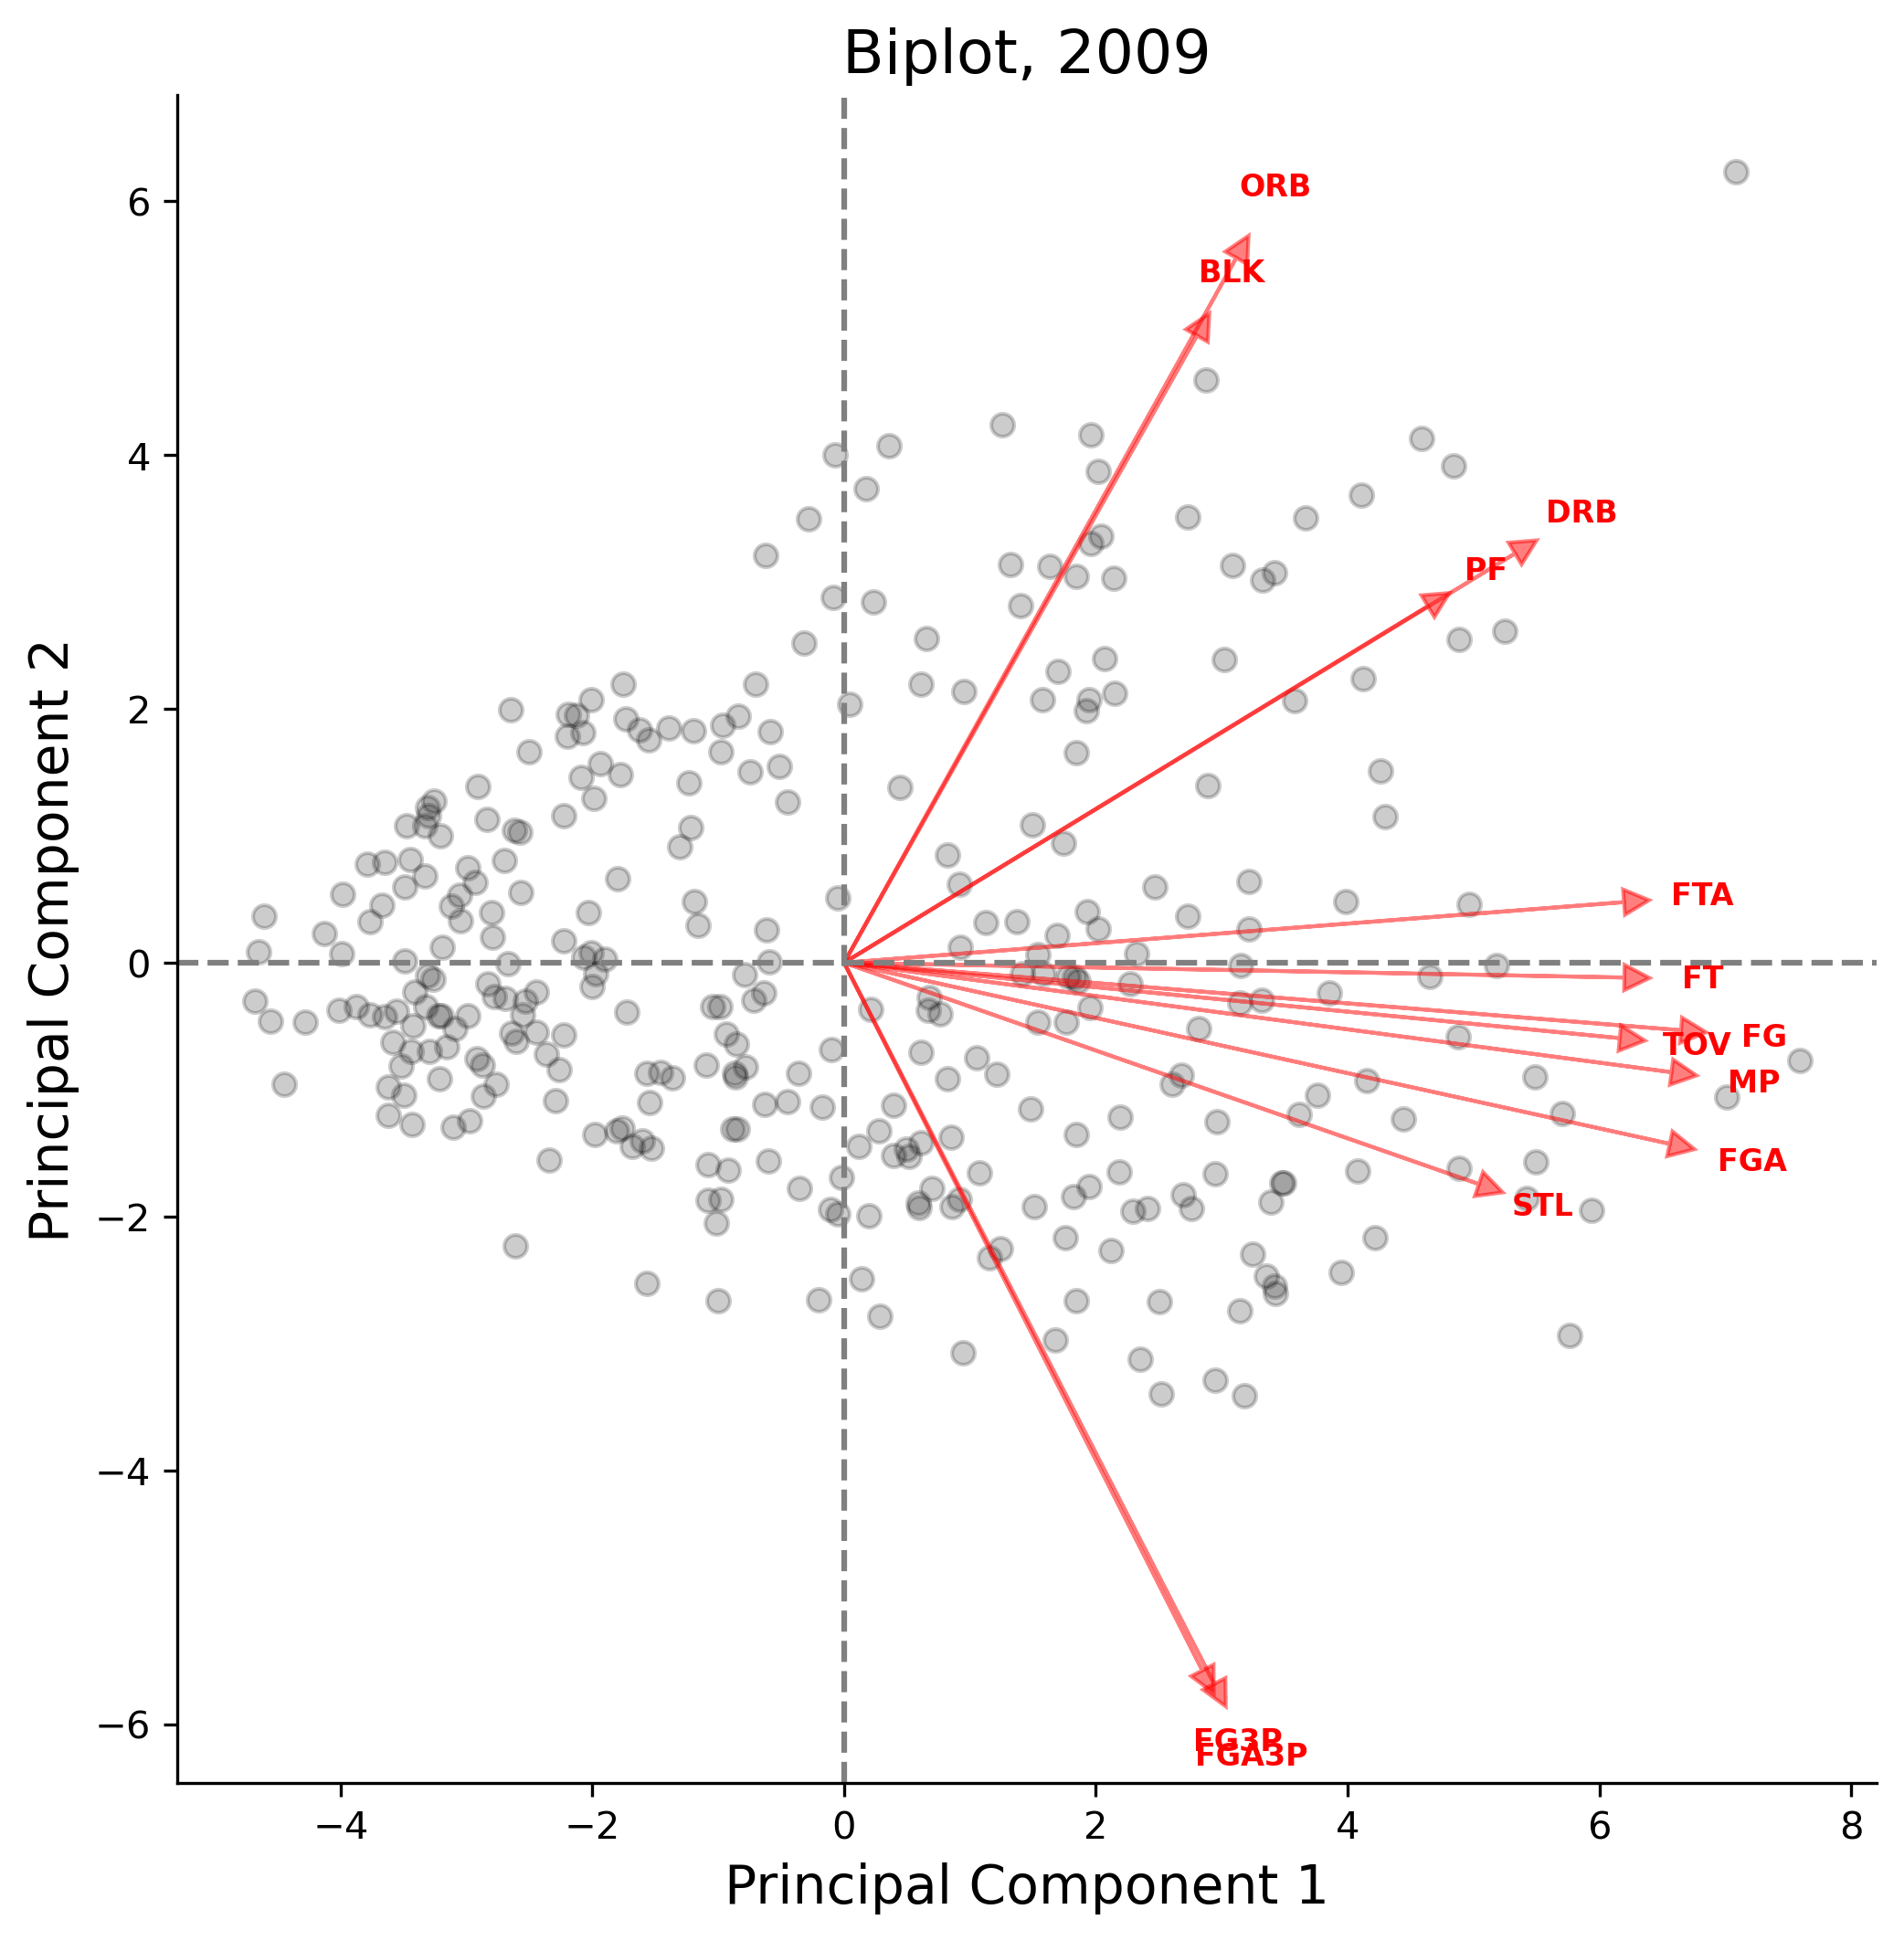 Biplot, 2009
ORB
BLK
DRB
PF
FTA
FT
FG
TOV
MP
FGA
STL
FG3P
FGA3P
6
4
2
0
−2
−4
−6
Principal Component 2
−4 −2 0 2 4 6 8
Principal Component 1